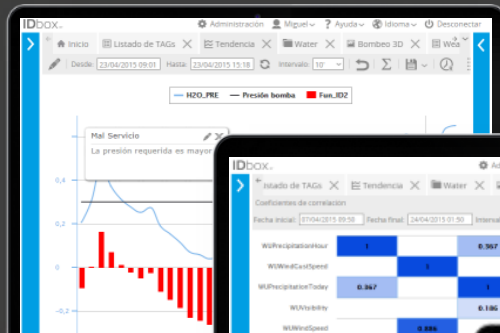 IDbox
Administración Miguel ? Ayuda Idioma Desconectar
Inicio Listado de TAGs Tendencia Water Bombeo 3D Wea
Desde: 23/04/2015 09:01 Hasta: 23/04/2015 15:18 Intervalo: 10'
H2O_PRE Presión bomba Fun_ID2
Mal Servicio
La presión requerida es mayor
0,4
0,2
0
-0,2
IDbox
Ad
istado de TAGs Tendencia Water
Coeficientes de correlacion
Fecha inicial: 07/04/2015 09:50 Fecha final: 24/04/2015 01:50 Interva
WUPrecipitationHour 1 0.367
WUWindGustSpeed 1
WUPrecipitationToday 0.367 1
WUVisibility 0.186
WUWindSpeed 0.886